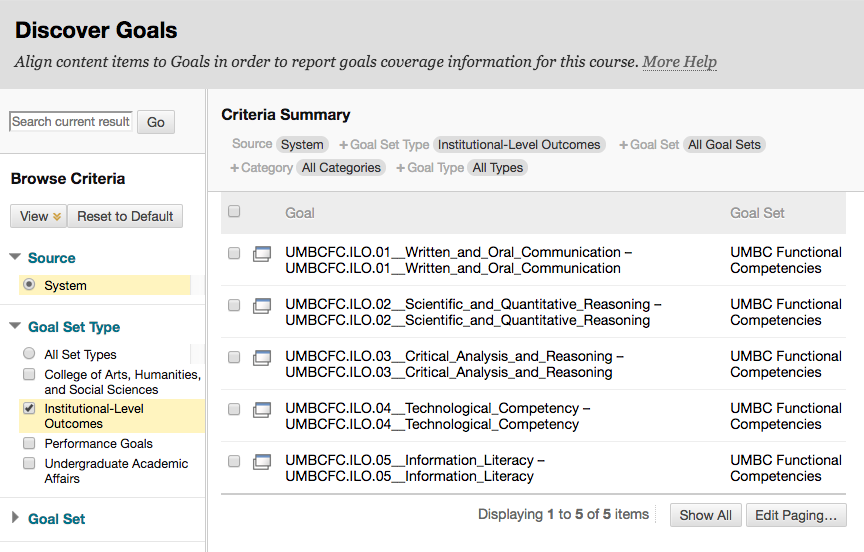 Discover Goals
Align content items to Goals in order to report goals coverage information for this course. More Help
Search current result
Go
Browse Criteria
View
Reset to Default
Source
System
Goal Set Type
All Set Types
College of Arts, Humanities,
and Social Sciences
Institutional-Level
Outcomes
Performance Goals
Undergraduate Academic
Affairs
Goal Set
Criteria Summary
Source System + Goal Set Type Institutional-Level Outcomes + Goal Set All Goal Sets
+ Category All Categories + Goal Type All Types
Goal Goal Set
UMBCFC.ILO.01__Written_and_Oral_Communication – UMBC Functional
UMBCFC.ILO.01__Written_and_Oral_Communication Competencies
UMBCFC.ILO.02__Scientific_and_Quantitative_Reasoning – UMBC Functional
UMBCFC.ILO.02__Scientific_and_Quantitative_Reasoning Competencies
UMBCFC.ILO.03__Critical_Analysis_and_Reasoning – UMBC Functional
UMBCFC.ILO.03__Critical_Analysis_and_Reasoning Competencies
UMBCFC.ILO.04__Technological_Competency – UMBC Functional
UMBCFC.ILO.04__Technological_Competency Competencies
UMBCFC.ILO.05__Information_Literacy – UMBC Functional
UMBCFC.ILO.05__Information_Literacy Competencies
Displaying 1 to 5 of 5 items Show All Edit Paging...